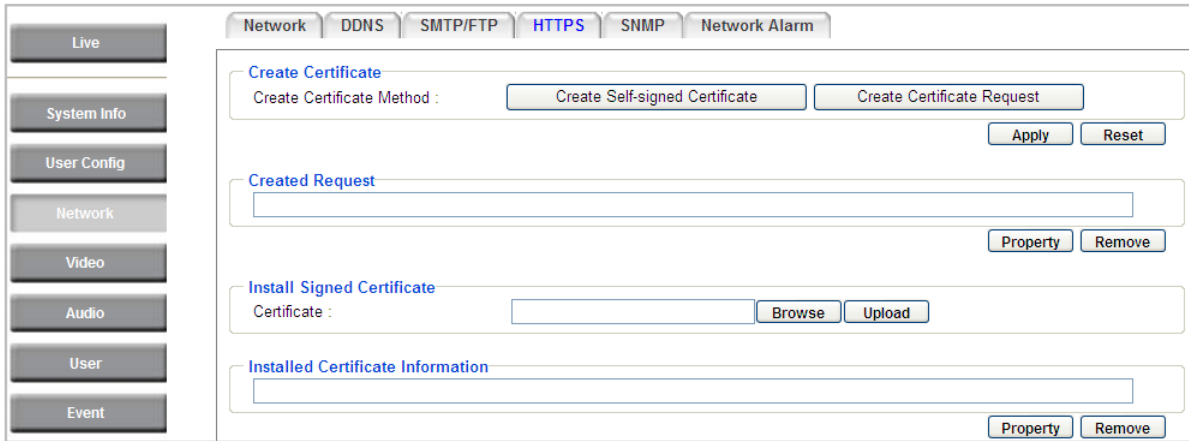 Live
System Info
User Config
Network
Video
Audio
User
Event
Network DDNS SMTP/FTP HTTPS SNMP Network Alarm
Create Certificate
Create Certificate Method : Create Self-signed Certificate Create Certificate Request
Apply Reset
Created Request
Property Remove
Install Signed Certificate
Certificate : Browse Upload
Installed Certificate Information
Property Remove